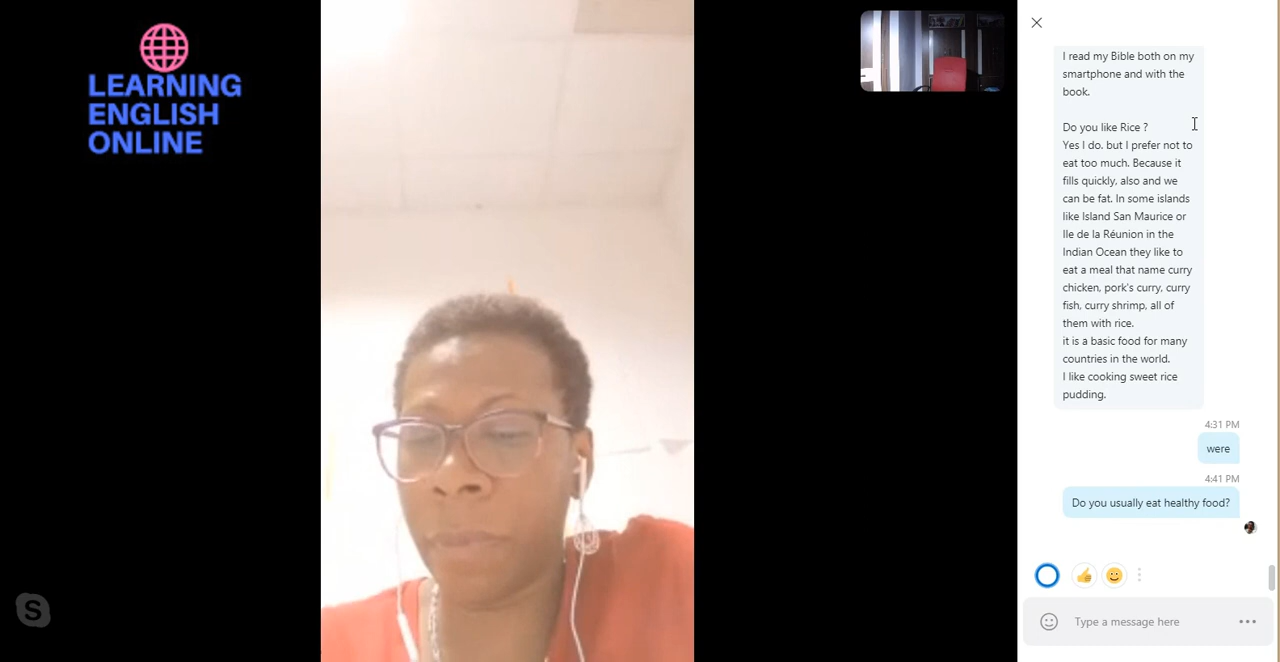 LEARNING
ENGLISH
ONLINE
I read my Bible both on my
smartphone and with the
book.
Do you like Rice ?
Yes I do. but I prefer not to
eat too much. Because it
fills quickly, also and we
can be fat. In some islands
like Island San Maurice or
Ile de la Réunion in the
Indian Ocean they like to
eat a meal that name curry
chicken, pork's curry, curry
fish, curry shrimp, all of
them with rice.
it is a basic food for many
countries in the world.
I like cooking sweet rice
pudding.
4:31 PM
were
4:41 PM
Do you usually eat healthy food?
Type a message here
S